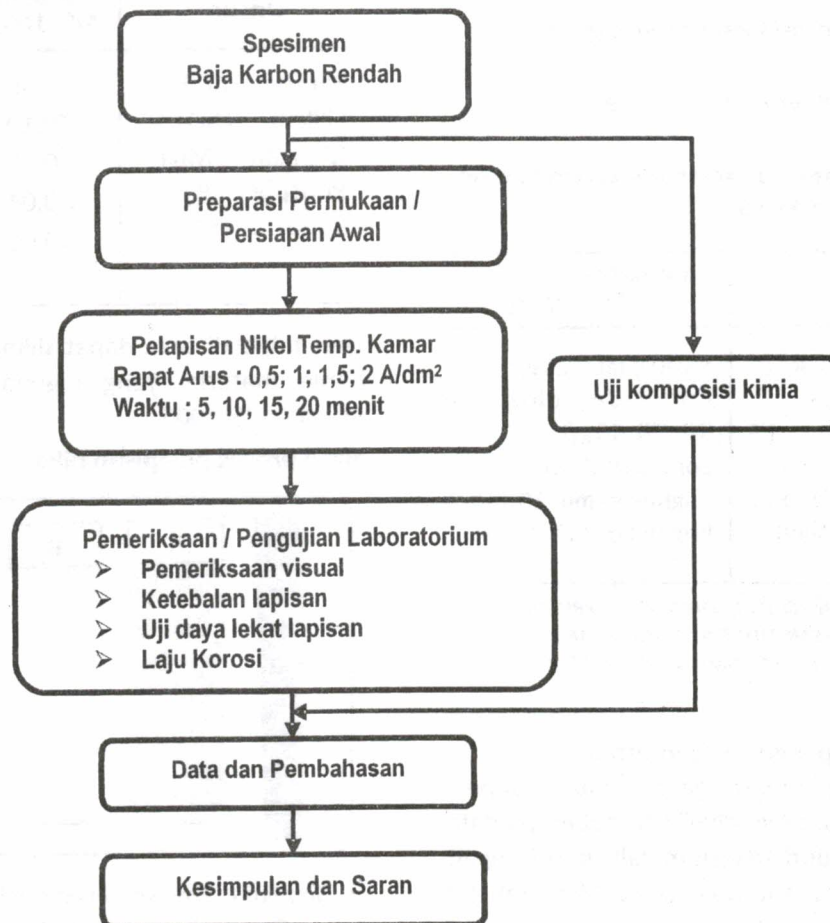 Spesimen
Baja Karbon Rendah
Preparasi Permukaan /
Persiapan Awal
Pelapisan Nikel Temp. Kamar
Rapat Arus : 0,5; 1; 1,5; 2 A/dm²
Waktu : 5, 10, 15, 20 menit
Uji komposisi kimia
Pemeriksaan / Pengujian Laboratorium
➢ Pemeriksaan visual
➢ Ketebalan lapisan
➢ Uji daya lekat lapisan
➢ Laju Korosi
Data dan Pembahasan
Kesimpulan dan Saran